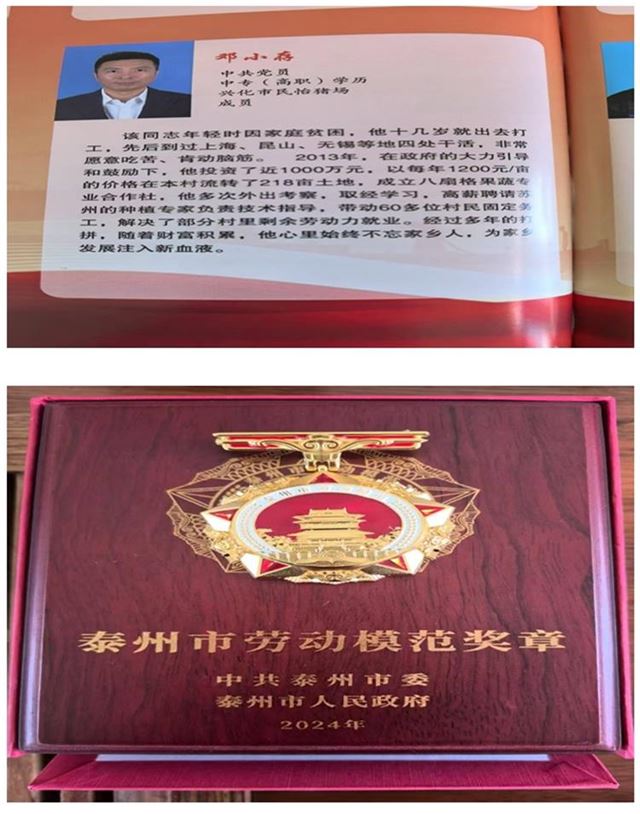 邓小存
中共党员
中专（高职）学历
兴化市民怡猪场
成员
该同志年轻时因家庭贫困，他十几岁就出去打
工，先后到过上海、昆山、无锡等地四处干活，非常
愿意吃苦、肯动脑筋。 2013年，在政府的大力引导
和鼓励下，他投资了近1000万元，以每年1200元/亩
的价格在本村流转了218亩土地，成立八扇格果蔬专
业合作社，他多次外出考察，取经学习，高薪聘请苏
州的种植专家负责技术指导，带动60多位村民固定务
工，解决了部分村里剩余劳动力就业。经过多年的打
拼，随着财富积累，他心里始终不忘家乡人，为家乡
发展注入新血液。
泰州市劳动模范奖章
中共泰州市委
泰州市人民政府
2024年